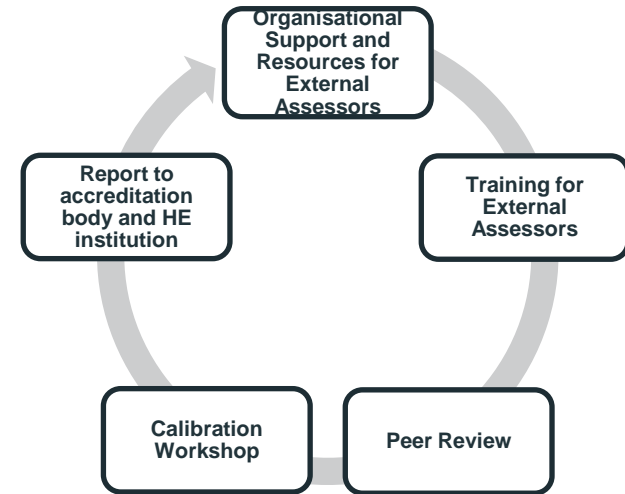 Organisational
Support and
Resources for
External
Assessors
Training for
External
Assessors
Peer Review
Calibration
Workshop
Report to
accreditation
body and HE
institution